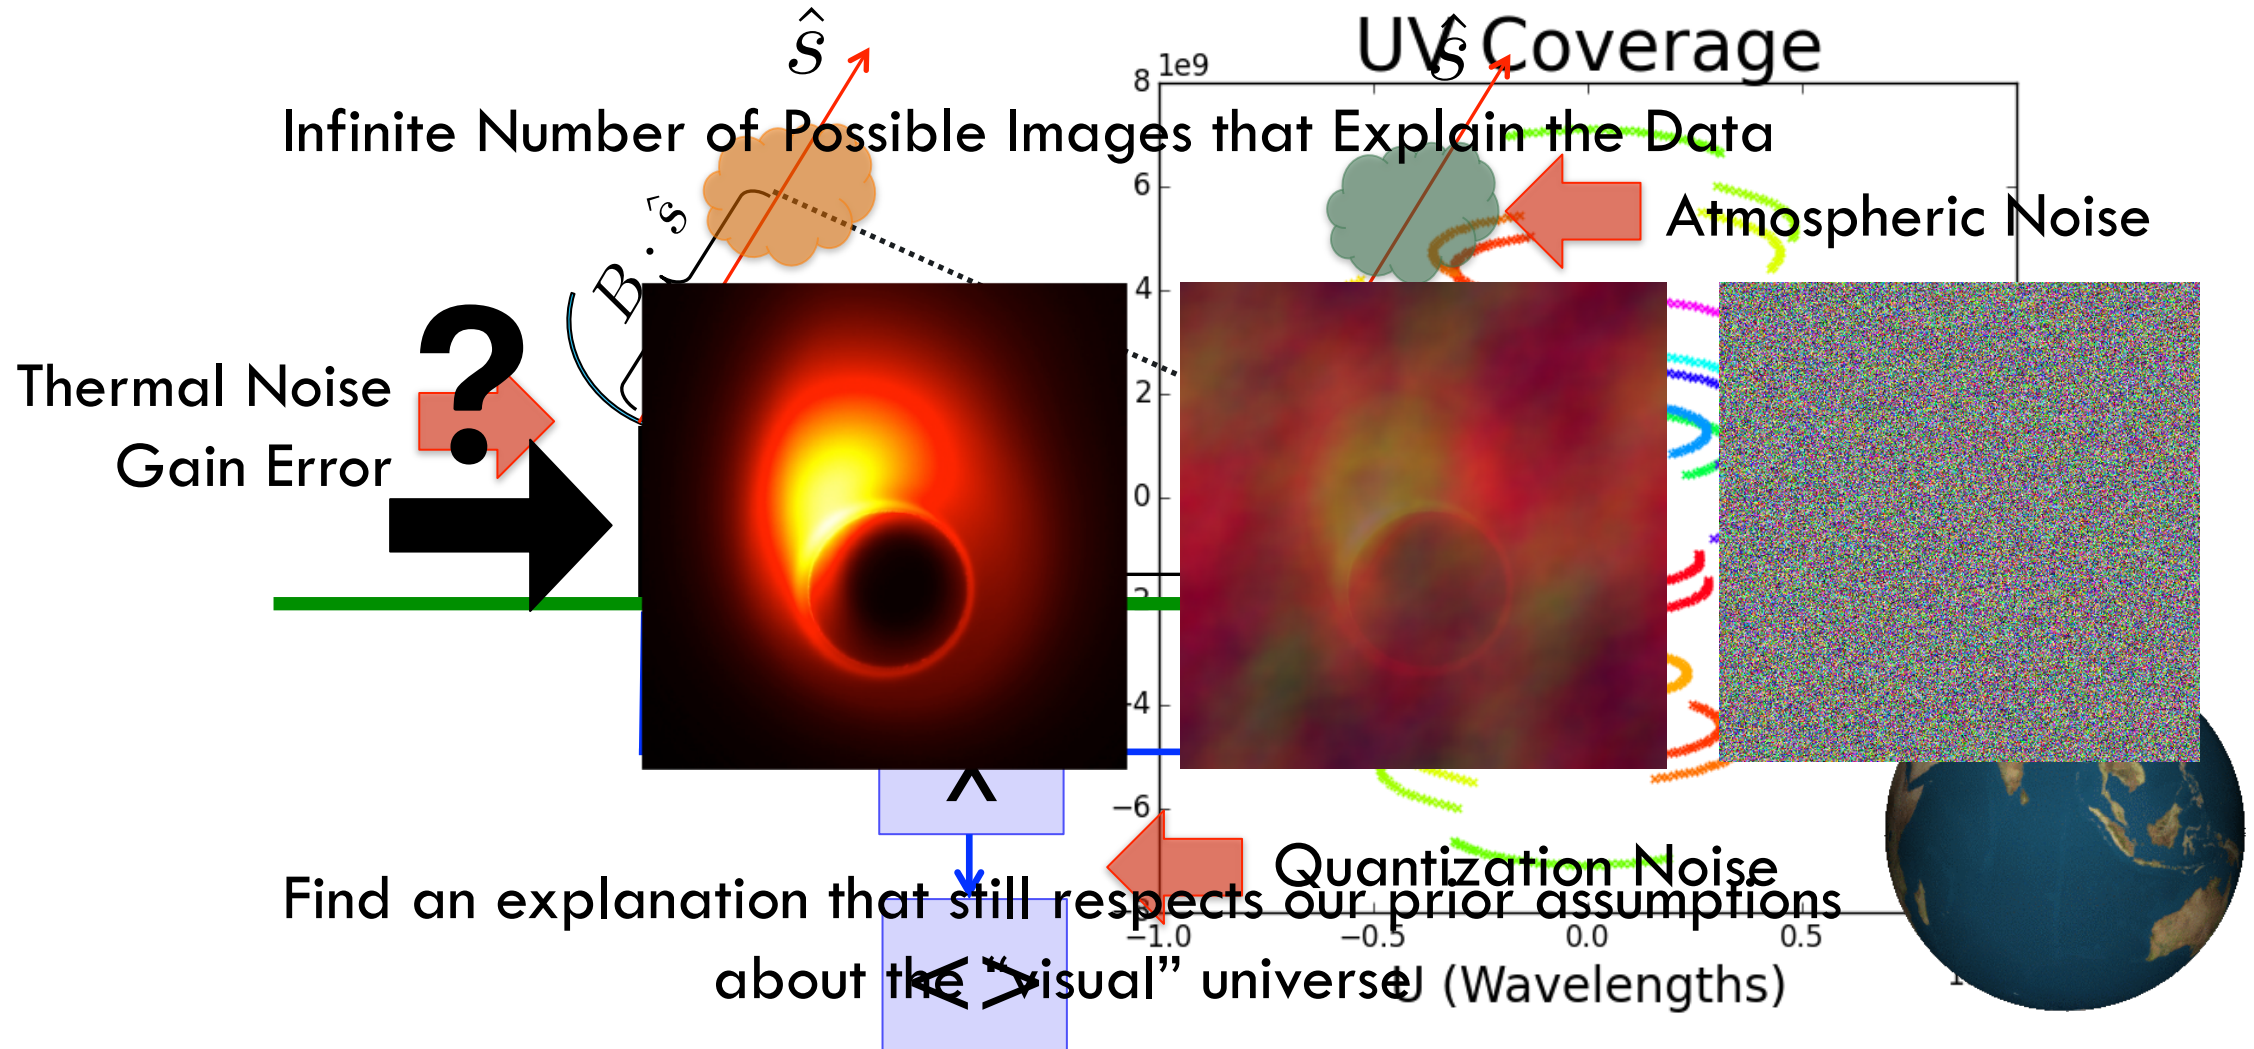 ŝ
UV Coverage
ŝ
1e9
8
Infinite Number of Possible Images that Explain the Data
6
Atmospheric Noise
B · ŝ
4
?
Thermal Noise
2
Gain Error
0
-4
-6
Quantization Noise
Find an explanation that still respects our prior assumptions
−1.0 −0.5 0.0 0.5
about the “visual” universe
< >
U (Wavelengths)